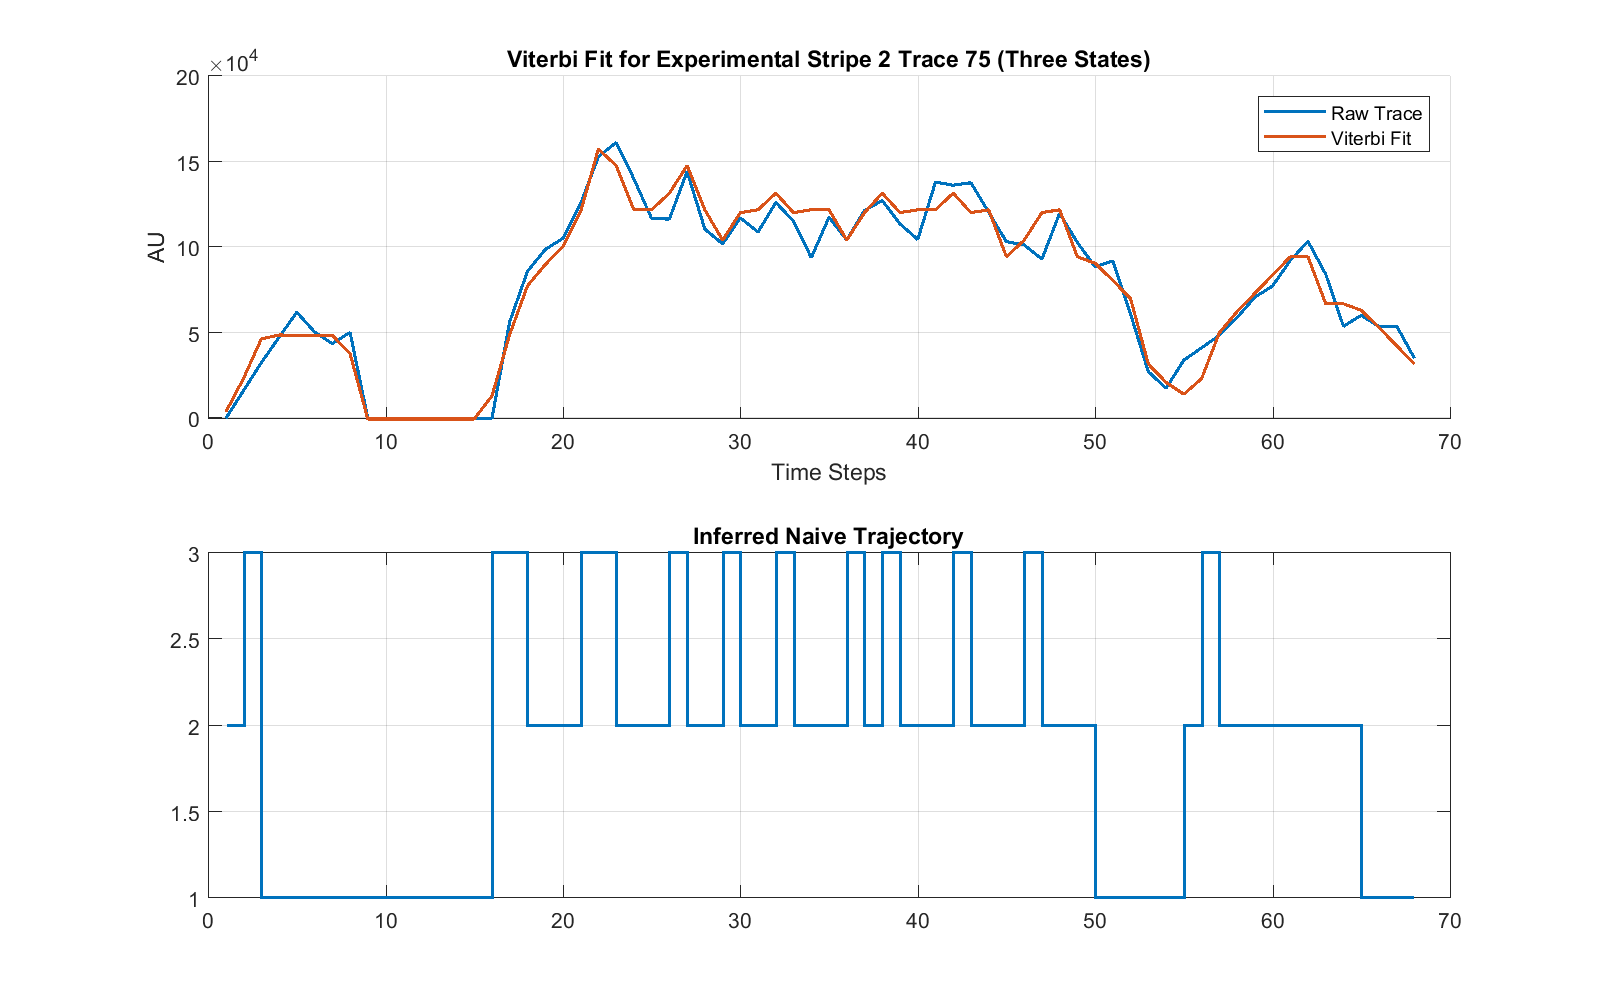 Viterbi Fit for Experimental Stripe 2 Trace 75 (Three States)
×10⁴
20
15
10
5
0
AU
Raw Trace
Viterbi Fit
0 10 20 30 40 50 60 70
Time Steps
Inferred Naive Trajectory
3
2.5
2
1.5
1
0 10 20 30 40 50 60 70